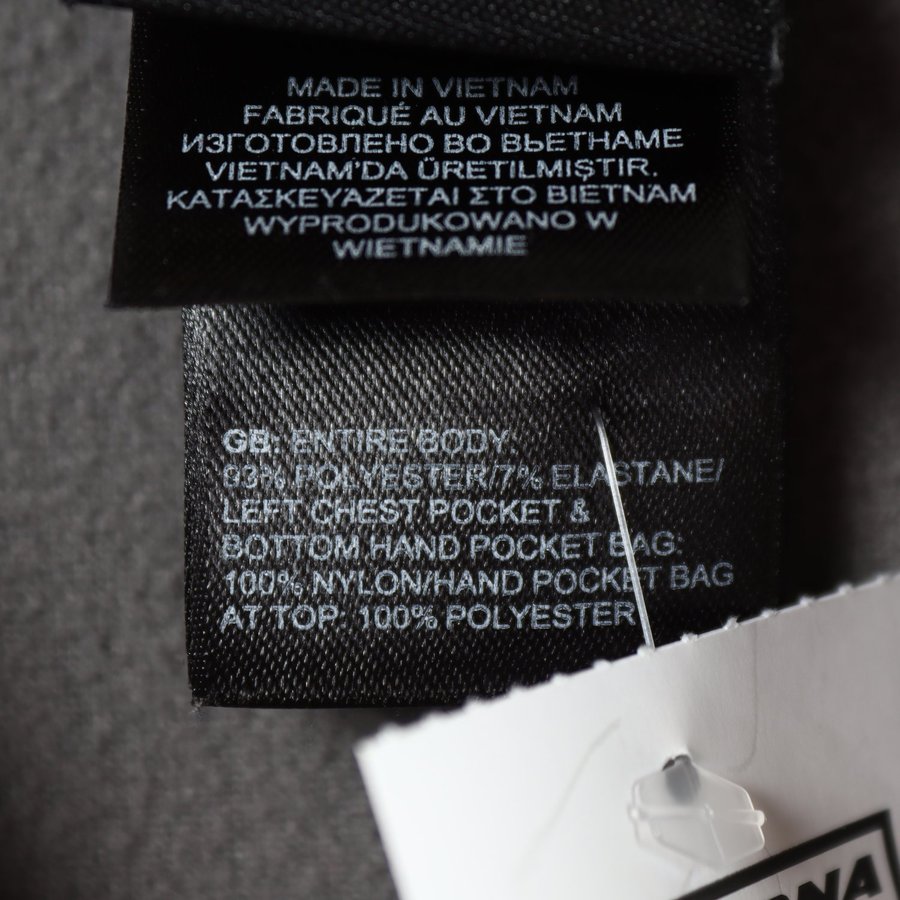 MADE IN VIETNAM
FABRIQUÉ AU VIETNAM
ИЗГОТОВЛЕНО ВО ВЬЕТНАМЕ
VIETNAM'DA ÜRETILMIŞTIR.
ΚΑΤΑΣΚΕΥΆΖΕΤΑΙ ΣΤΟ ΒΙΕΤΝΆΜ
WYPRODUKOWANO W
WIETNAMIE
GB: ENTIRE BODY:
93% POLYESTER/7% ELASTANE/
LEFT CHEST POCKET &
BOTTOM HAND POCKET BAG:
100% NYLON/HAND POCKET BAG
AT TOP: 100% POLYESTER